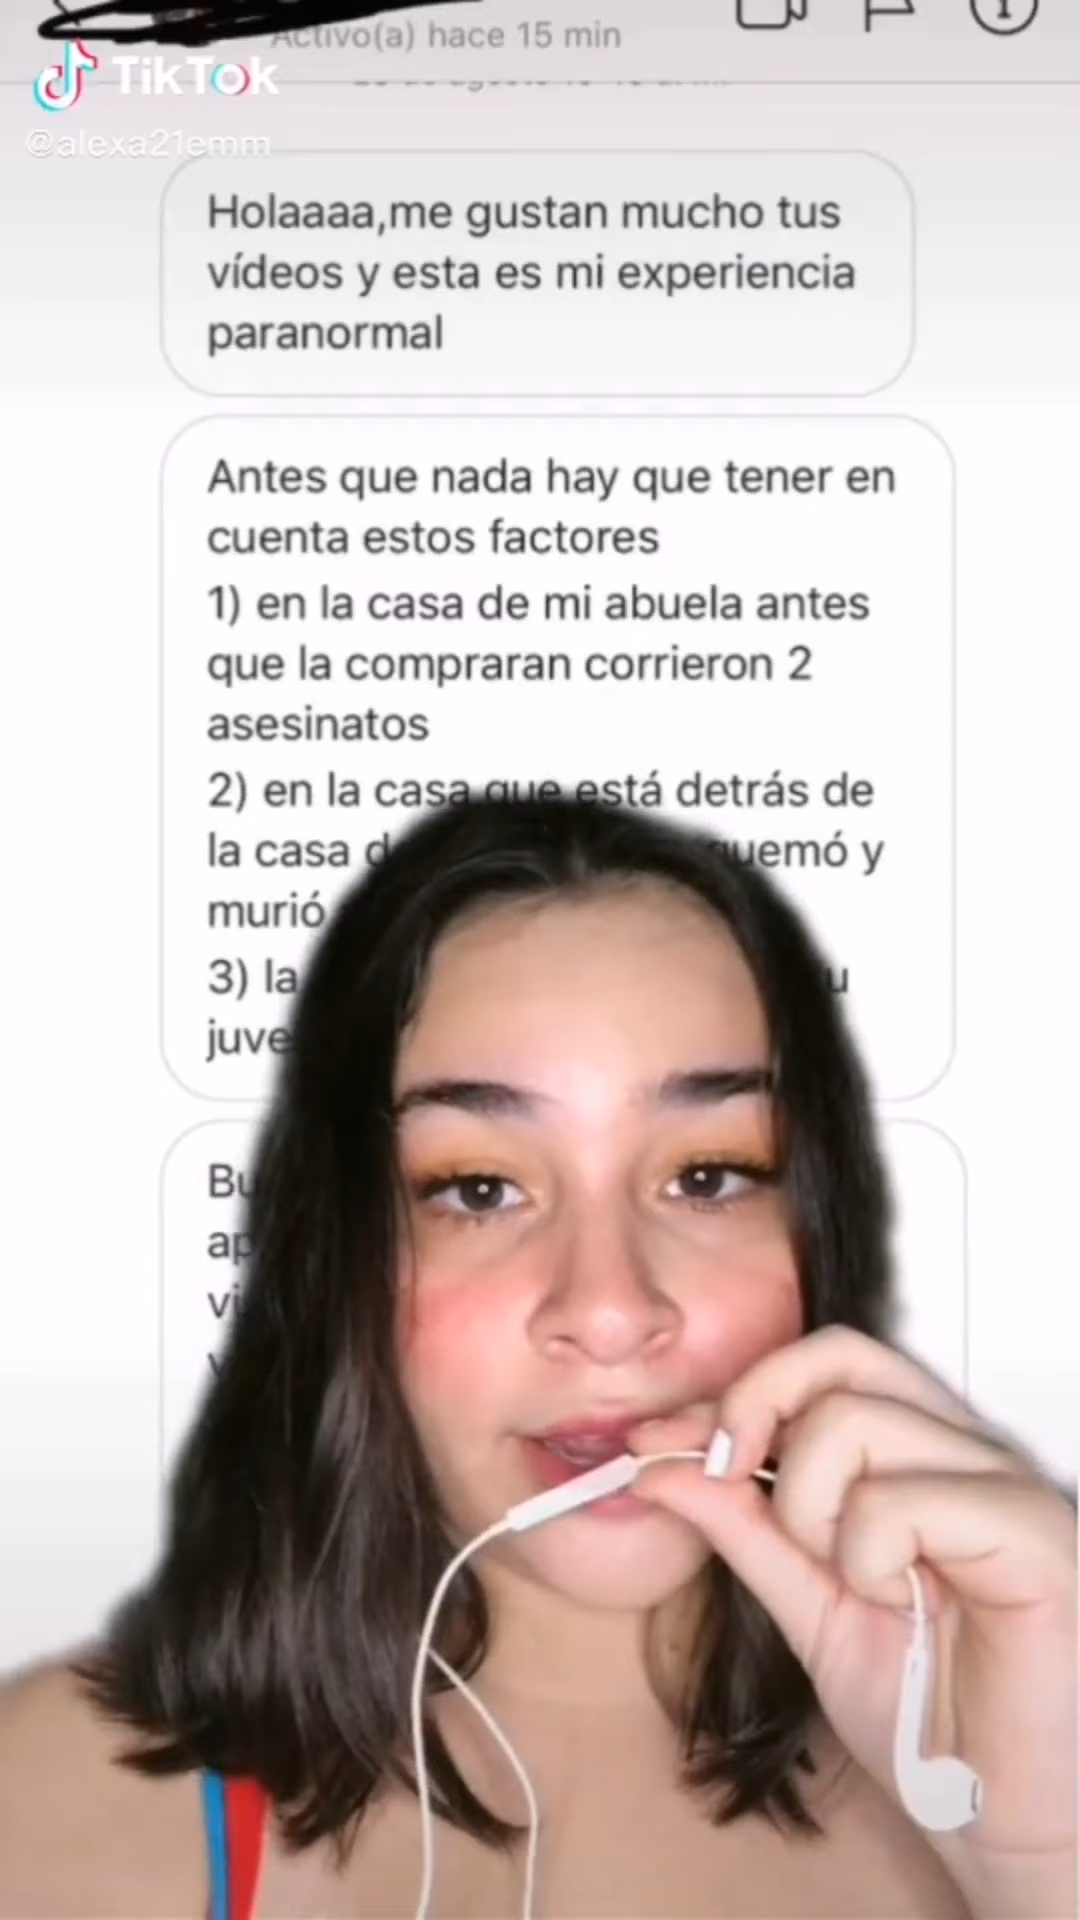 Activo(a) hace 15 min
TikTok
@alexa21emm
Holaaaa,me gustan mucho tus
vídeos y esta es mi experiencia
paranormal
Antes que nada hay que tener en
cuenta estos factores
1) en la casa de mi abuela antes
que la compraran corrieron 2
asesinatos
2) en la casa que está detrás de
la casa quemó y
murió
3) la